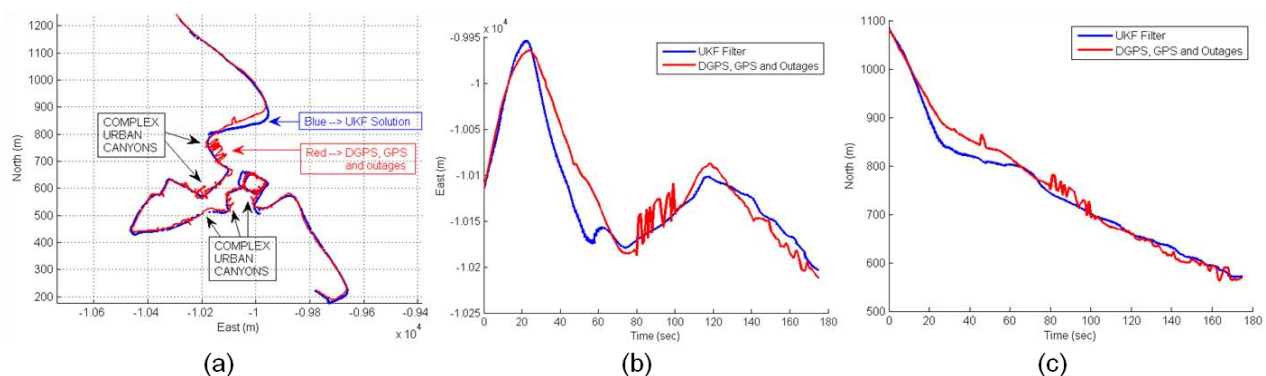 1200
1100
1000
900
800
700
600
500
400
300
200
North (m)
COMPLEX
URBAN
CANYONS
Blue --> UKF Solution
Red --> DGPS, GPS
and outages
COMPLEX
URBAN
CANYONS
-1.06 -1.04 -1.02 -1 -0.98 -0.96 -0.94
East (m)
x 10⁴
(a)
x 10⁴
-0.995
-1
-1.005
-1.01
-1.015
-1.02
-1.025
East (m)
UKF Filter
DGPS, GPS and Outages
0 20 40 60 80 100 120 140 160 180
Time (sec)
(b)
1100
1000
900
800
700
600
500
North (m)
UKF Filter
DGPS, GPS and Outages
0 20 40 60 80 100 120 140 160 180
Time (sec)
(c)